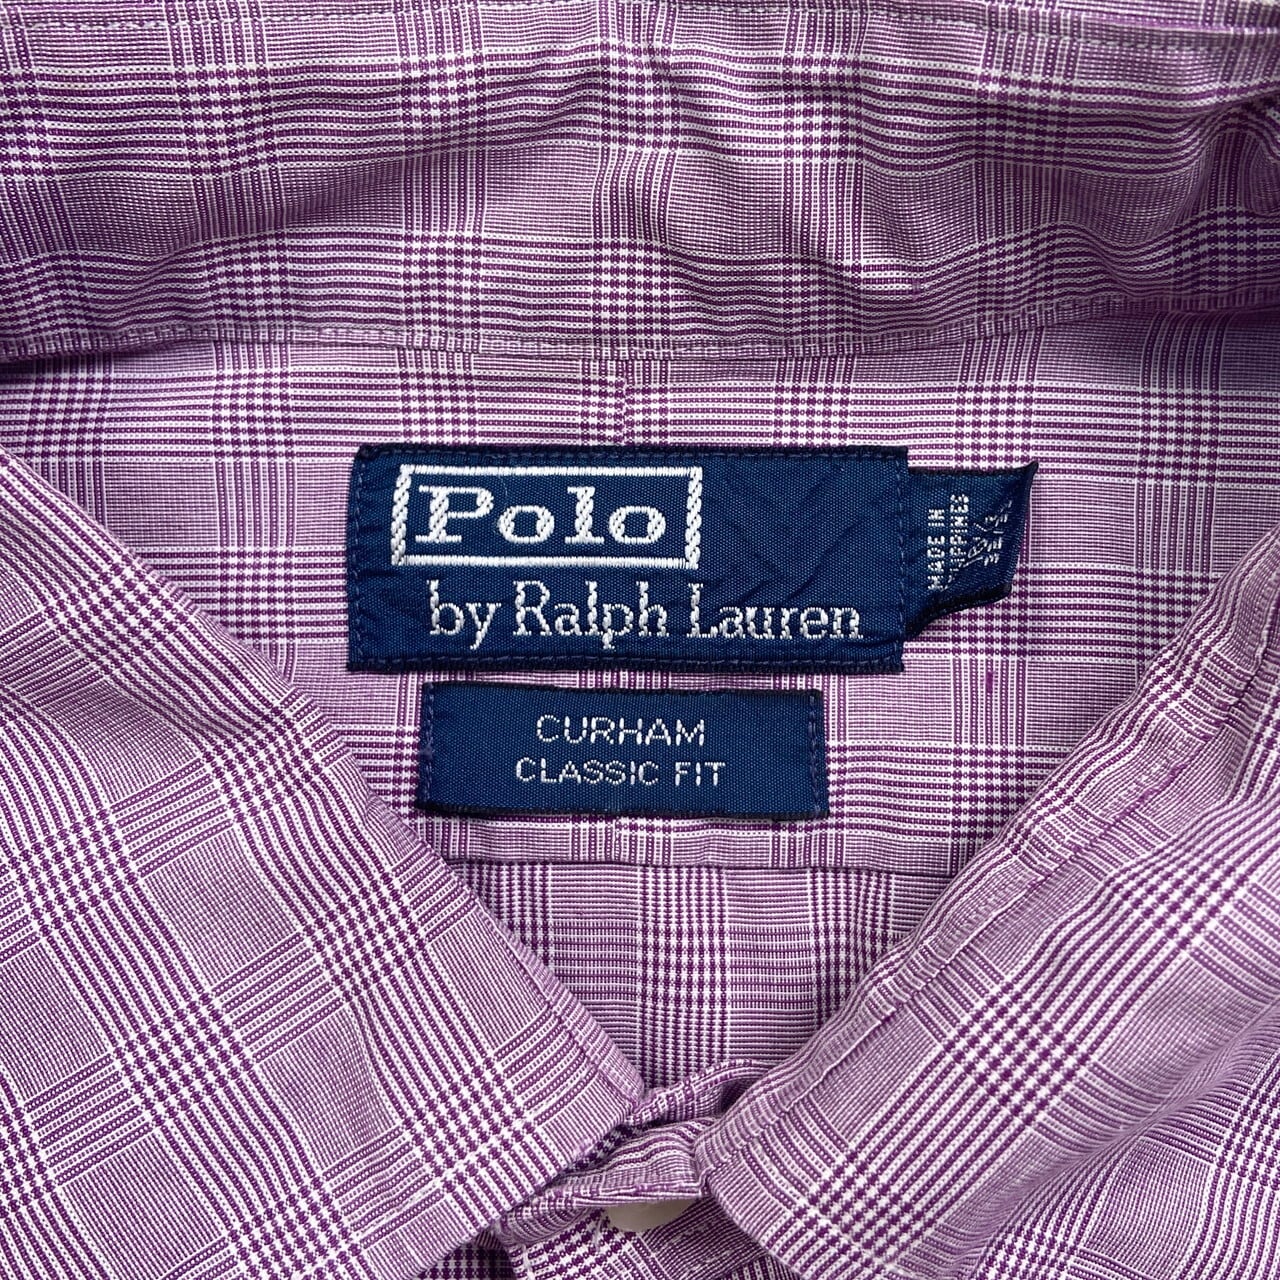 Polo
by Ralph Lauren
MADE IN
CURHAM
CLASSIC FIT